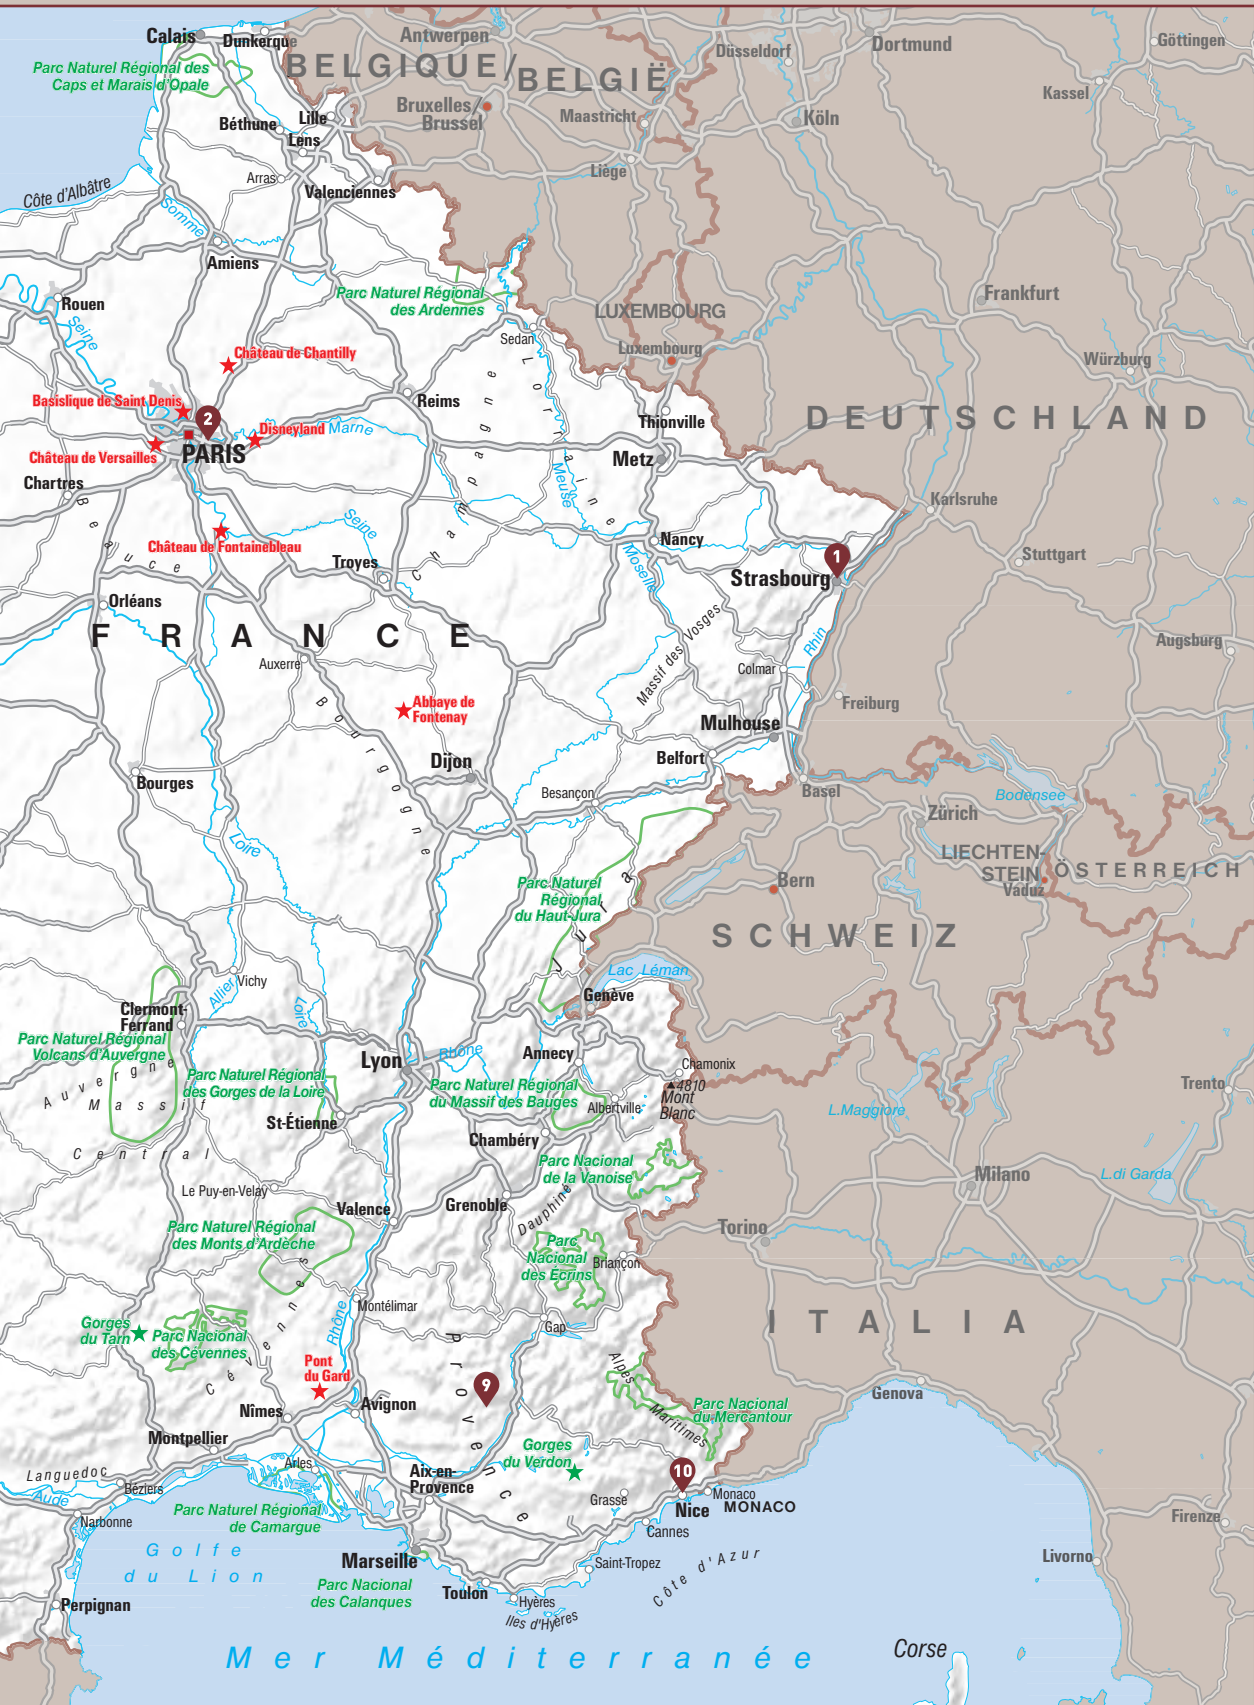 Calais
Dunkerque
Antwerpen
Düsseldorf
Dortmund
Göttingen
Parc Naturel Régional des
Caps et Marais d'Opale
BELGIQUE/
BELGIË
Kassel
Béthune
Lille
Lens
Bruxelles/
Brussel
Maastricht
Köln
Arras
Valenciennes
Liège
Côte d'Albâtre
Somme
Amiens
Rouen
Seine
Parc Naturel Régional
des Ardennes
LUXEMBOURG
Luxembourg
Frankfurt
Sedan
Würzburg
Château de Chantilly
Basislique de Saint Denis
2
Disneyland
Marne
Reims
Champagne
Lorraine
Thionville
DEUTSCHLAND
Château de Versailles
PARIS
Chartres
Metz
Meuse
Beauce
Karlsruhe
Château de Fontainebleau
Seine
Troyes
Nancy
Moselle
1
Strasbourg
Stuttgart
Orléans
FRANCE
Auxerre
Massif des Vosges
Rhin
Colmar
Augsburg
Abbaye de
Fontenay
Bourgogne
Freiburg
Mulhouse
Belfort
Dijon
Bourges
Besançon
Basel
Bodensee
Zürich
Loire
LIECHTEN-
STEIN
Vaduz
ÖSTERREICH
Bern
Parc Naturel
Régional
du Haut-Jura
Jura
SCHWEIZ
Lac Léman
Genève
Vichy
Allier
Loire
Clermont-
Ferrand
Parc Naturel Régional
Volcans d'Auvergne
Auvergne
Massif
Central
Lyon
Rhône
Annecy
Chamonix
4810
Mont
Blanc
Parc Naturel Régional
des Gorges de la Loire
Parc Naturel Régional
du Massif des Bauges
Albertville
Trento
L.Maggiore
St-Étienne
Chambéry
Parc Nacional
de la Vanoise
Milano
L.di Garda
Le Puy-en-Velay
Valence
Grenoble
Dauphiné
Torino
Parc Naturel Régional
des Monts d'Ardèche
Parc
Nacional
des Écrins
Briançon
Montélimar
Rhône
Gap
ITALIA
Gorges
du Tarn
Parc Nacional
des Cévennes
Cévennes
Provence
Pont
du Gard
9
Alpes
Maritimes
Genova
Nîmes
Avignon
Parc Nacional
du Mercantour
Montpellier
Gorges
du Verdon
Languedoc
Arles
Aix-en-
Provence
10
Aude
Béziers
Grasse
Monaco
Nice
MONACO
Narbonne
Parc Naturel Régional
de Camargue
Cannes
Firenze
Golfe
du Lion
Marseille
Saint-Tropez
Côte d'Azur
Livorno
Parc Nacional
des Calanques
Toulon
Hyères
Iles d'Hyères
Perpignan
Mer Méditerranée
Corse